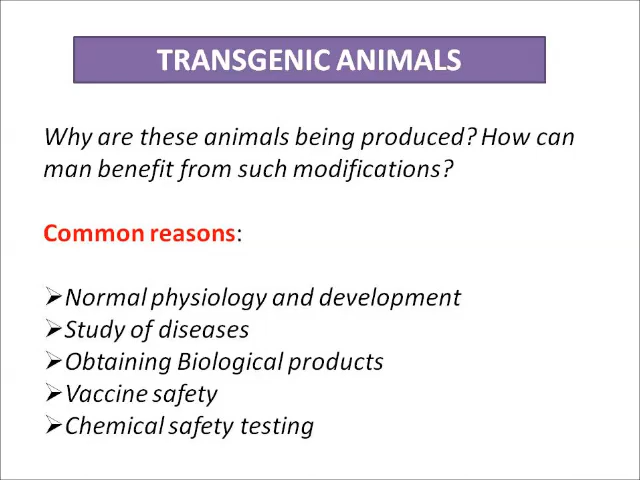 TRANSGENIC ANIMALS
Why are these animals being produced? How can
man benefit from such modifications?
Common reasons:
➢Normal physiology and development
➢Study of diseases
➢Obtaining Biological products
➢Vaccine safety
➢Chemical safety testing